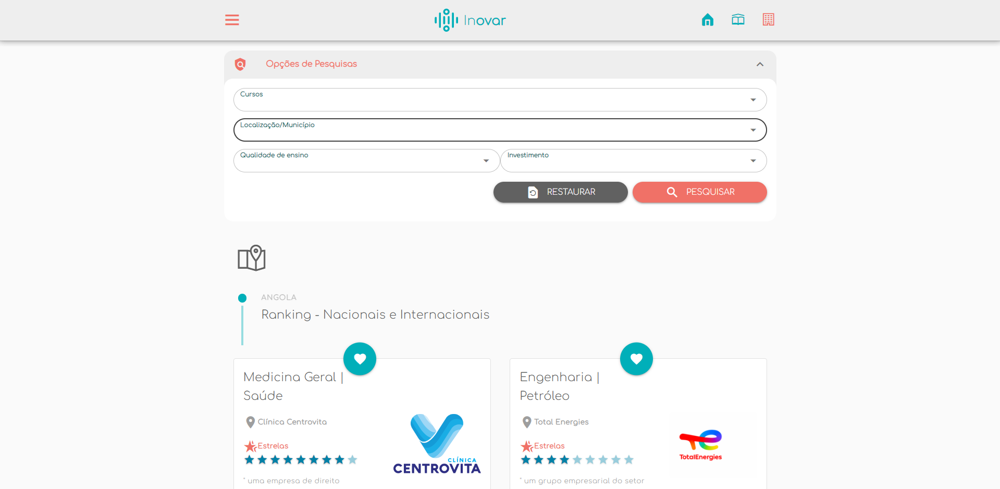 Inovar
Opções de Pesquisas
Cursos
Localização/Município
Qualidade de ensino
Investimento
RESTAURAR
PESQUISAR
ANGOLA
Ranking - Nacionais e Internacionais
Medicina Geral |
Saúde
Clínica Centrovita
Estrelas
CLÍNICA
CENTROVITA
" uma empresa de direito
Engenharia |
Petróleo
Total Energies
Estrelas
TotalEnergies
" um grupo empresarial do setor